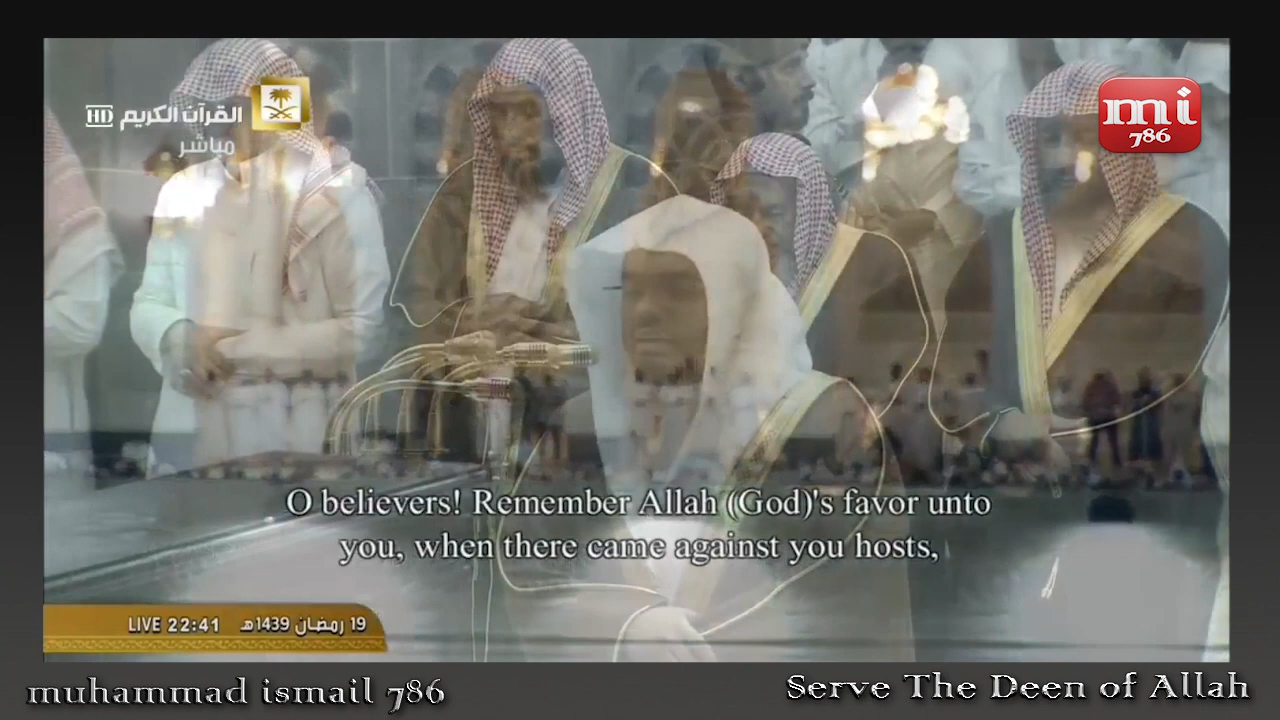 HD القرآن الكريم
مباشر
mi
786
O believers! Remember Allah (God)'s favor unto
you, when there came against you hosts,
LIVE 22:41 19 رمضان 1439هـ
muhammad ismail 786
Serve The Deen of Allah